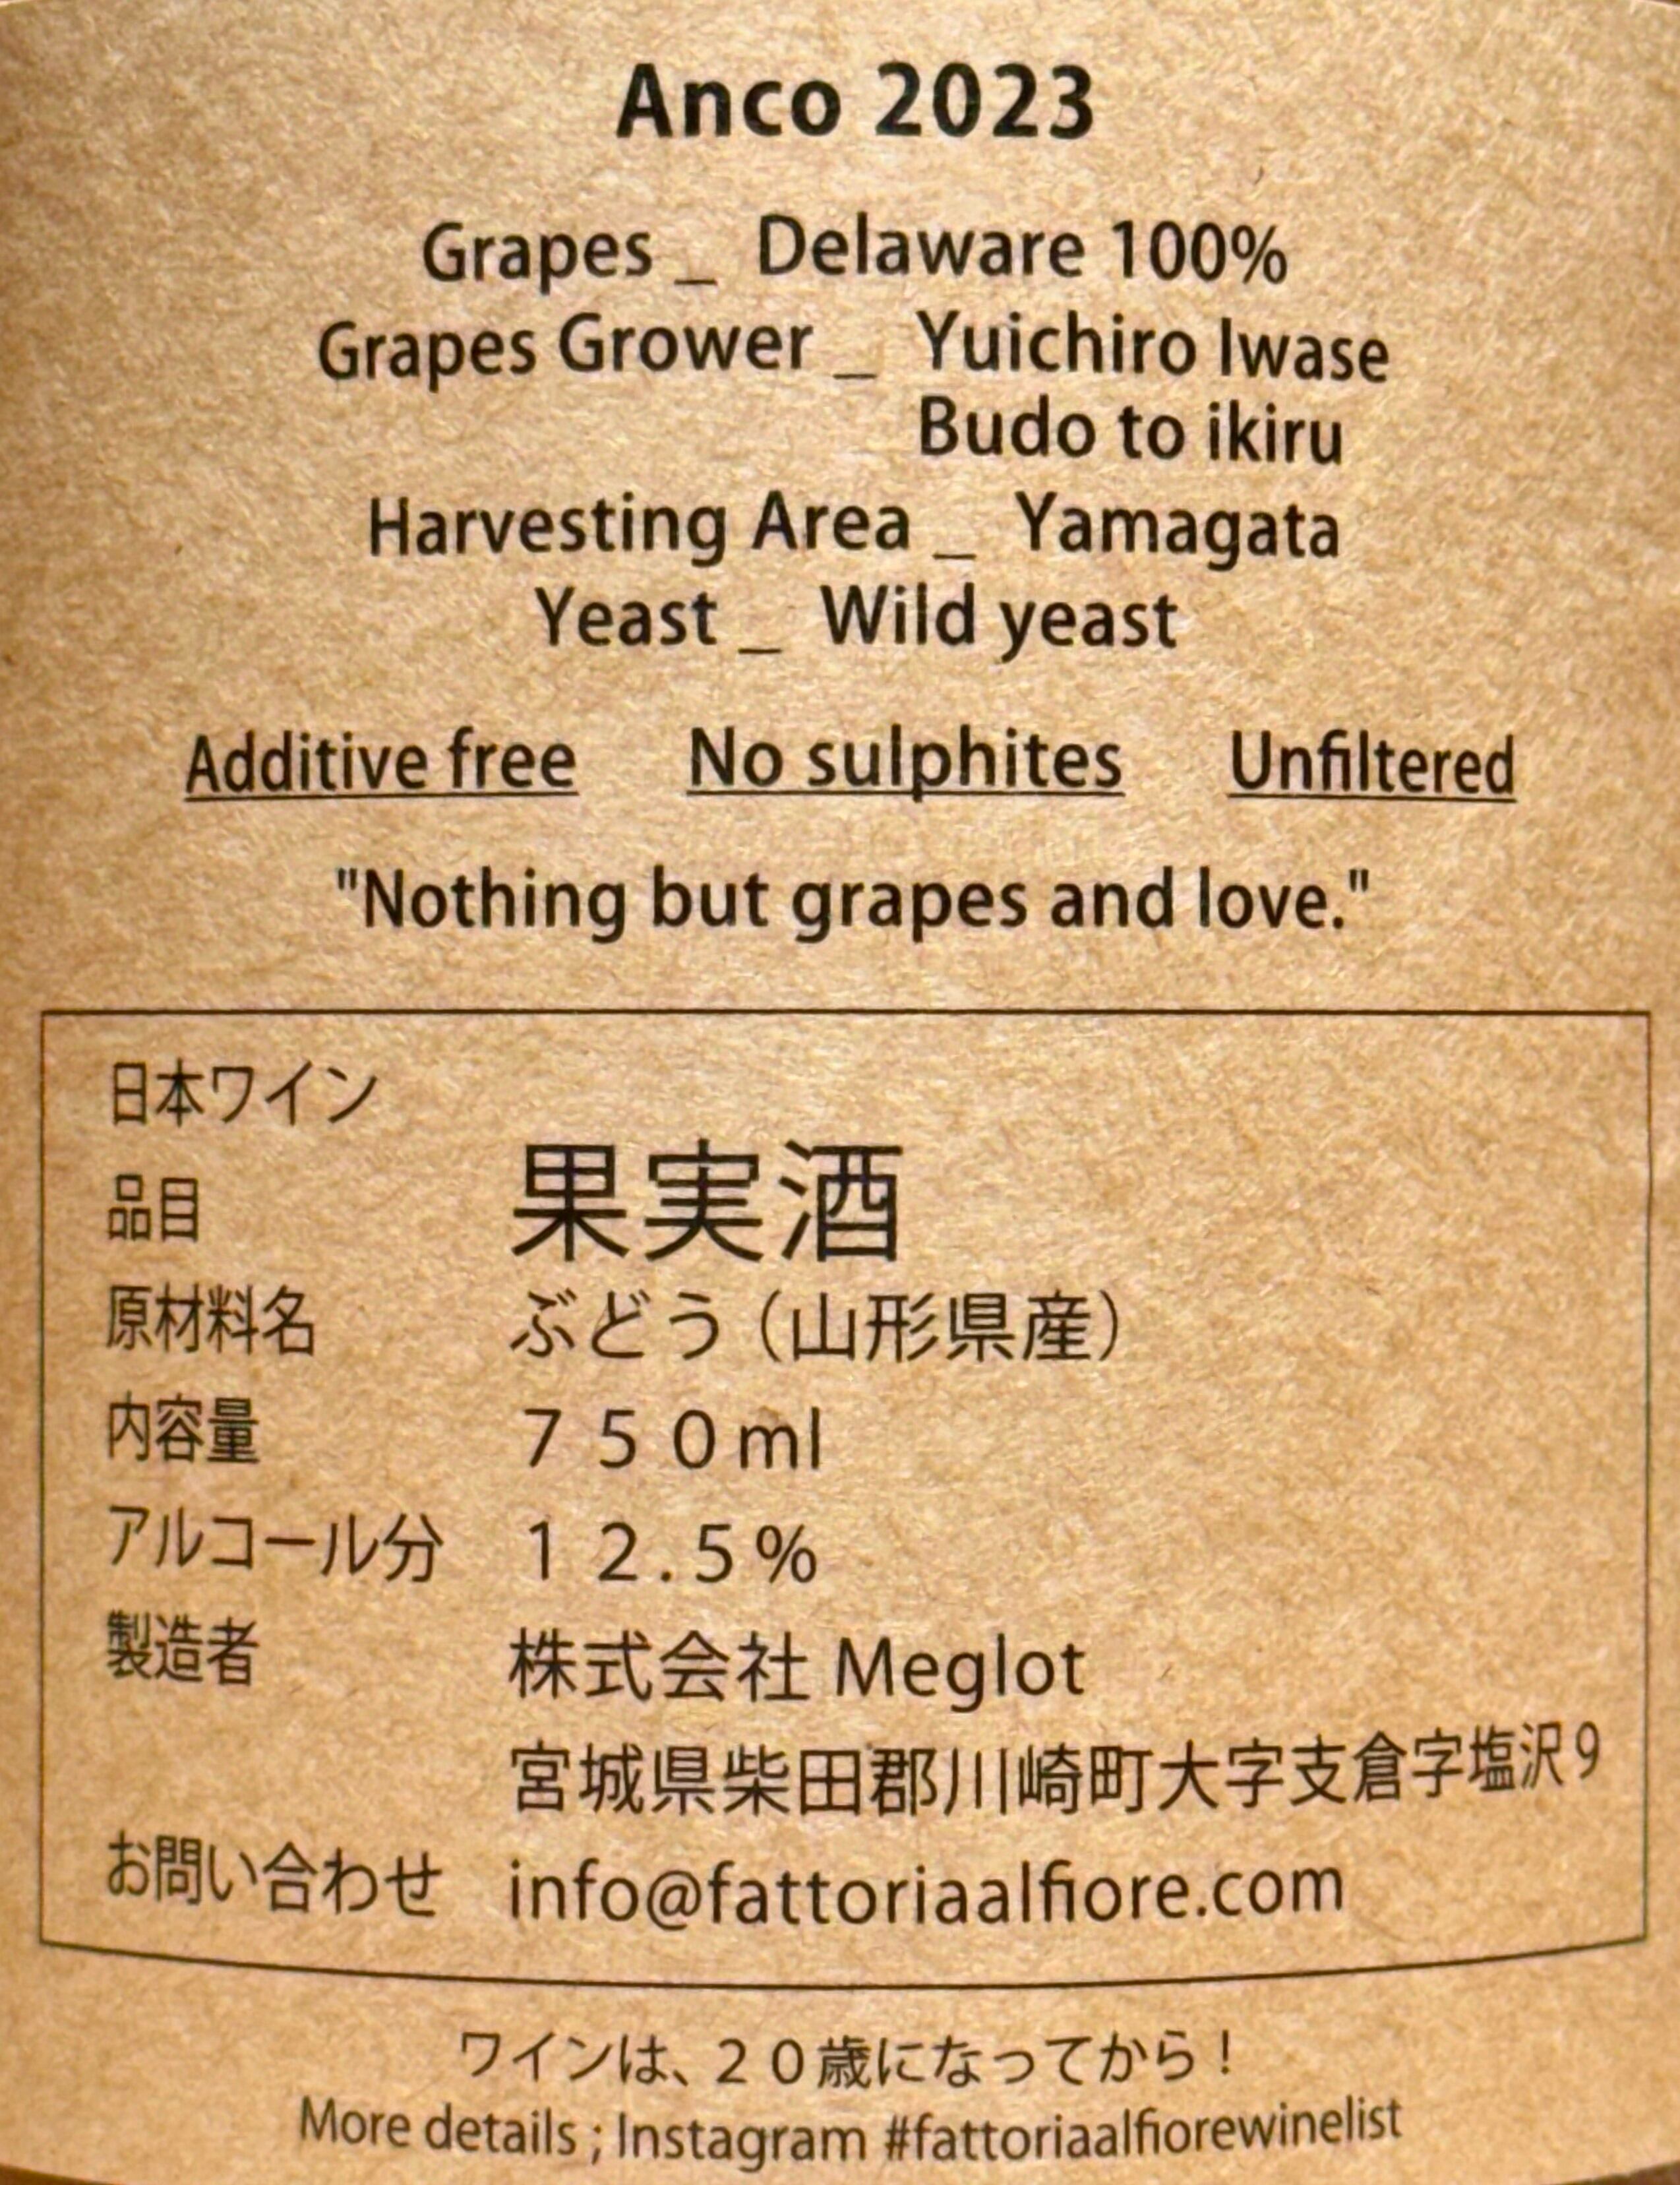 Anco 2023
Grapes _ Delaware 100%
Grapes Grower _ Yuichiro Iwase
Budo to ikiru
Harvesting Area _ Yamagata
Yeast _ Wild yeast
Additive free No sulphites Unfiltered
"Nothing but grapes and love."
日本ワイン
品目 果実酒
原材料名 ぶどう（山形県産）
内容量 ７５０ml
アルコール分 １２.５%
製造者 株式会社 Meglot
宮城県柴田郡川崎町大字支倉字塩沢9
お問い合わせ info@fattoriaalfiore.com
ワインは、２０歳になってから！
More details ; Instagram #fattoriaalfiorewinelist